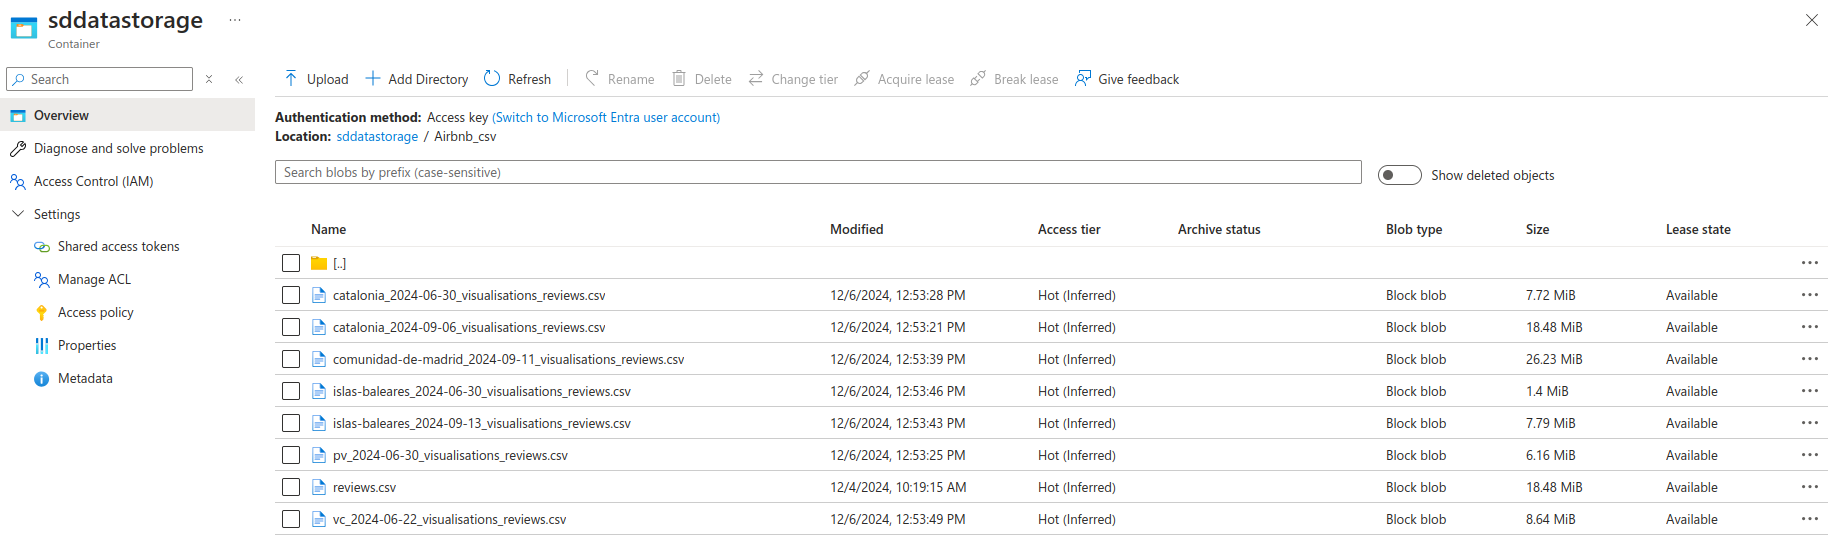 sddatastorage ...
Container
Search
Overview
Diagnose and solve problems
Access Control (IAM)
Settings
Shared access tokens
Manage ACL
Access policy
Properties
Metadata
Upload Add Directory Refresh Rename Delete Change tier Acquire lease Break lease Give feedback
Authentication method: Access key (Switch to Microsoft Entra user account)
Location: sddatastorage / Airbnb_csv
Search blobs by prefix (case-sensitive) Show deleted objects
Name Modified Access tier Archive status Blob type Size Lease state
[..] ...
catalonia_2024-06-30_visualisations_reviews.csv 12/6/2024, 12:53:28 PM Hot (Inferred) Block blob 7.72 MiB Available ...
catalonia_2024-09-06_visualisations_reviews.csv 12/6/2024, 12:53:21 PM Hot (Inferred) Block blob 18.48 MiB Available ...
comunidad-de-madrid_2024-09-11_visualisations_reviews.csv 12/6/2024, 12:53:39 PM Hot (Inferred) Block blob 26.23 MiB Available ...
islas-baleares_2024-06-30_visualisations_reviews.csv 12/6/2024, 12:53:46 PM Hot (Inferred) Block blob 1.4 MiB Available ...
islas-baleares_2024-09-13_visualisations_reviews.csv 12/6/2024, 12:53:43 PM Hot (Inferred) Block blob 7.79 MiB Available ...
pv_2024-06-30_visualisations_reviews.csv 12/6/2024, 12:53:25 PM Hot (Inferred) Block blob 6.16 MiB Available ...
reviews.csv 12/4/2024, 10:19:15 AM Hot (Inferred) Block blob 18.48 MiB Available ...
vc_2024-06-22_visualisations_reviews.csv 12/6/2024, 12:53:49 PM Hot (Inferred) Block blob 8.64 MiB Available ...